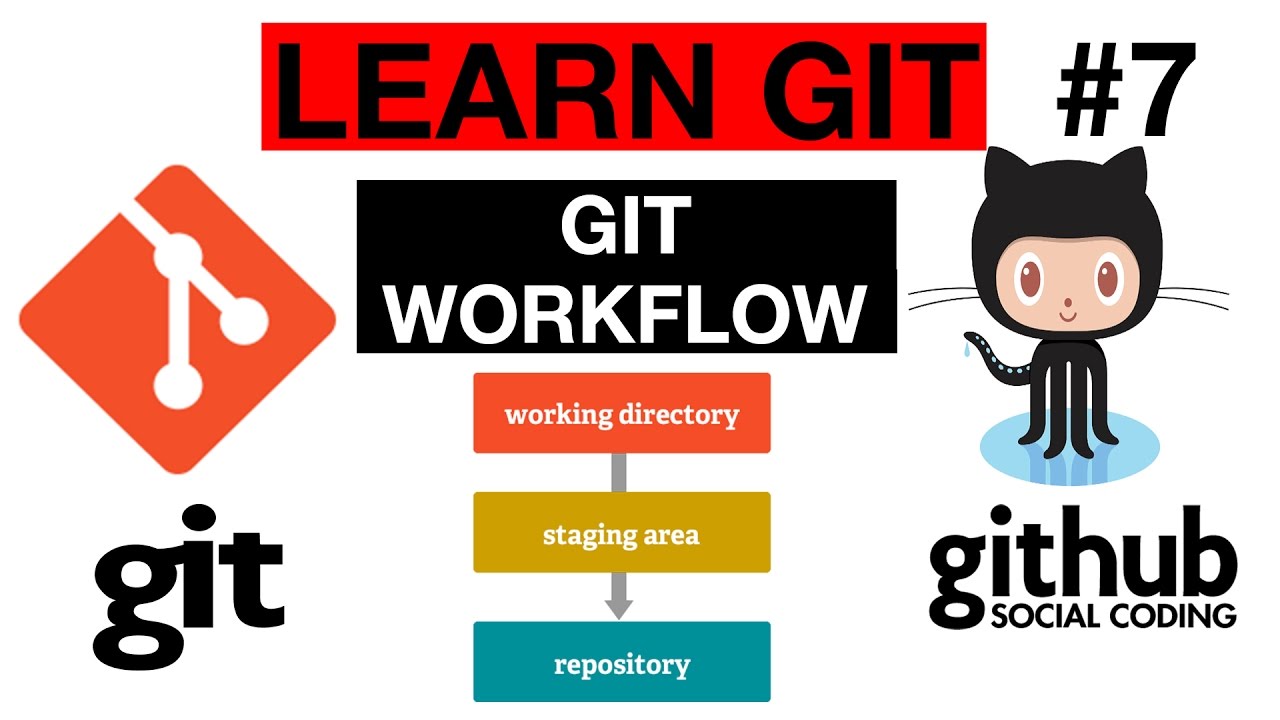 LEARN GIT #7
GIT
WORKFLOW
working directory
staging area
repository
git
github
SOCIAL CODING